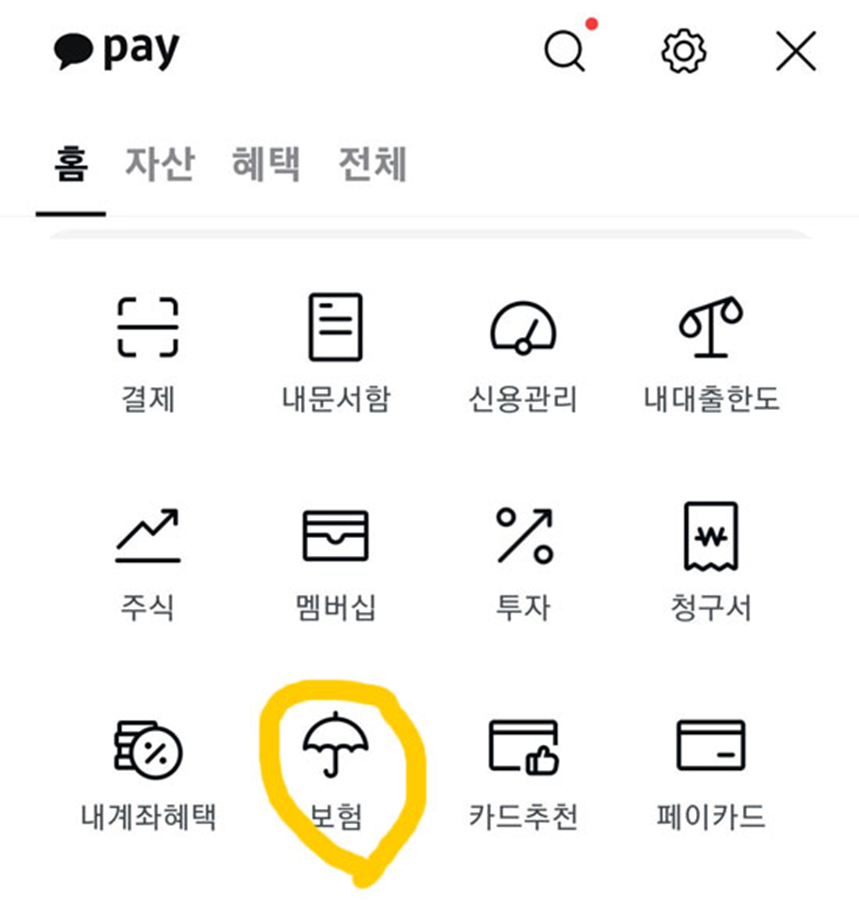 pay
홈 자산 혜택 전체
결제 내문서함 신용관리 내대출한도
주식 멤버십 투자 청구서
내계좌혜택 보험 카드추천 페이카드